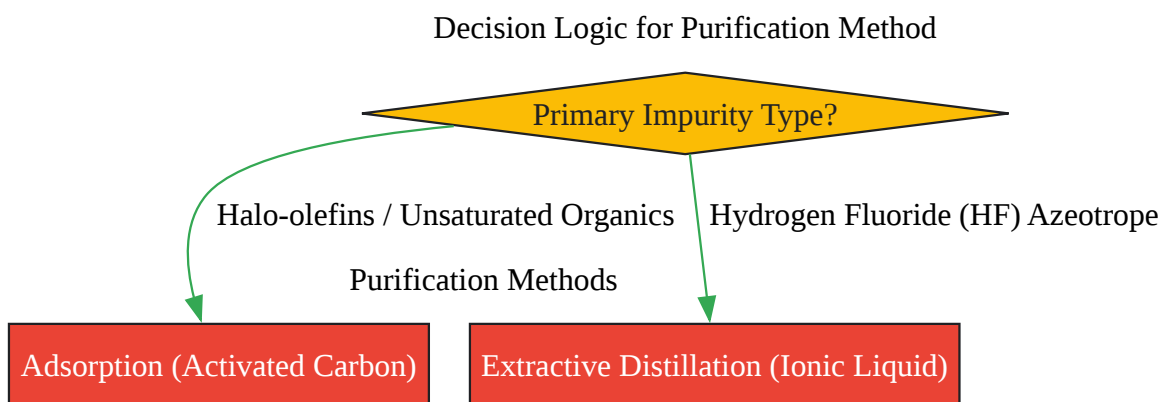 Decision Logic for Purification Method
Primary Impurity Type?
Halo-olefins / Unsaturated Organics
Hydrogen Fluoride (HF) Azeotrope
Purification Methods
Adsorption (Activated Carbon)
Extractive Distillation (Ionic Liquid)